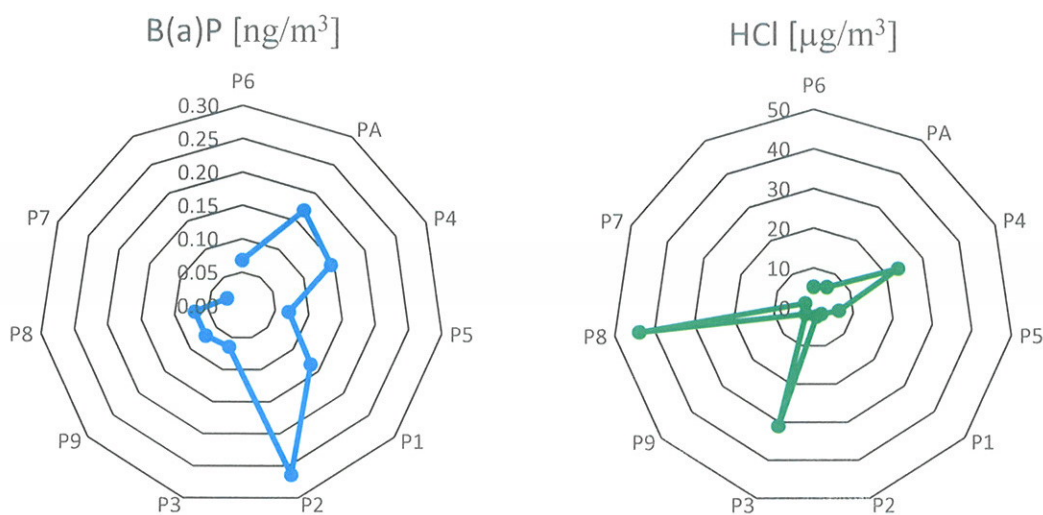 B(a)P [ng/m³]
P6
0.30
PA
0.25
0.20
P7
0.15
P4
0.10
0.05
0.00
P8
P5
P9
P1
P3
P2
HCl [µg/m³]
P6
50
PA
40
30
P7
P4
20
10
0
P8
P5
P9
P1
P3
P2